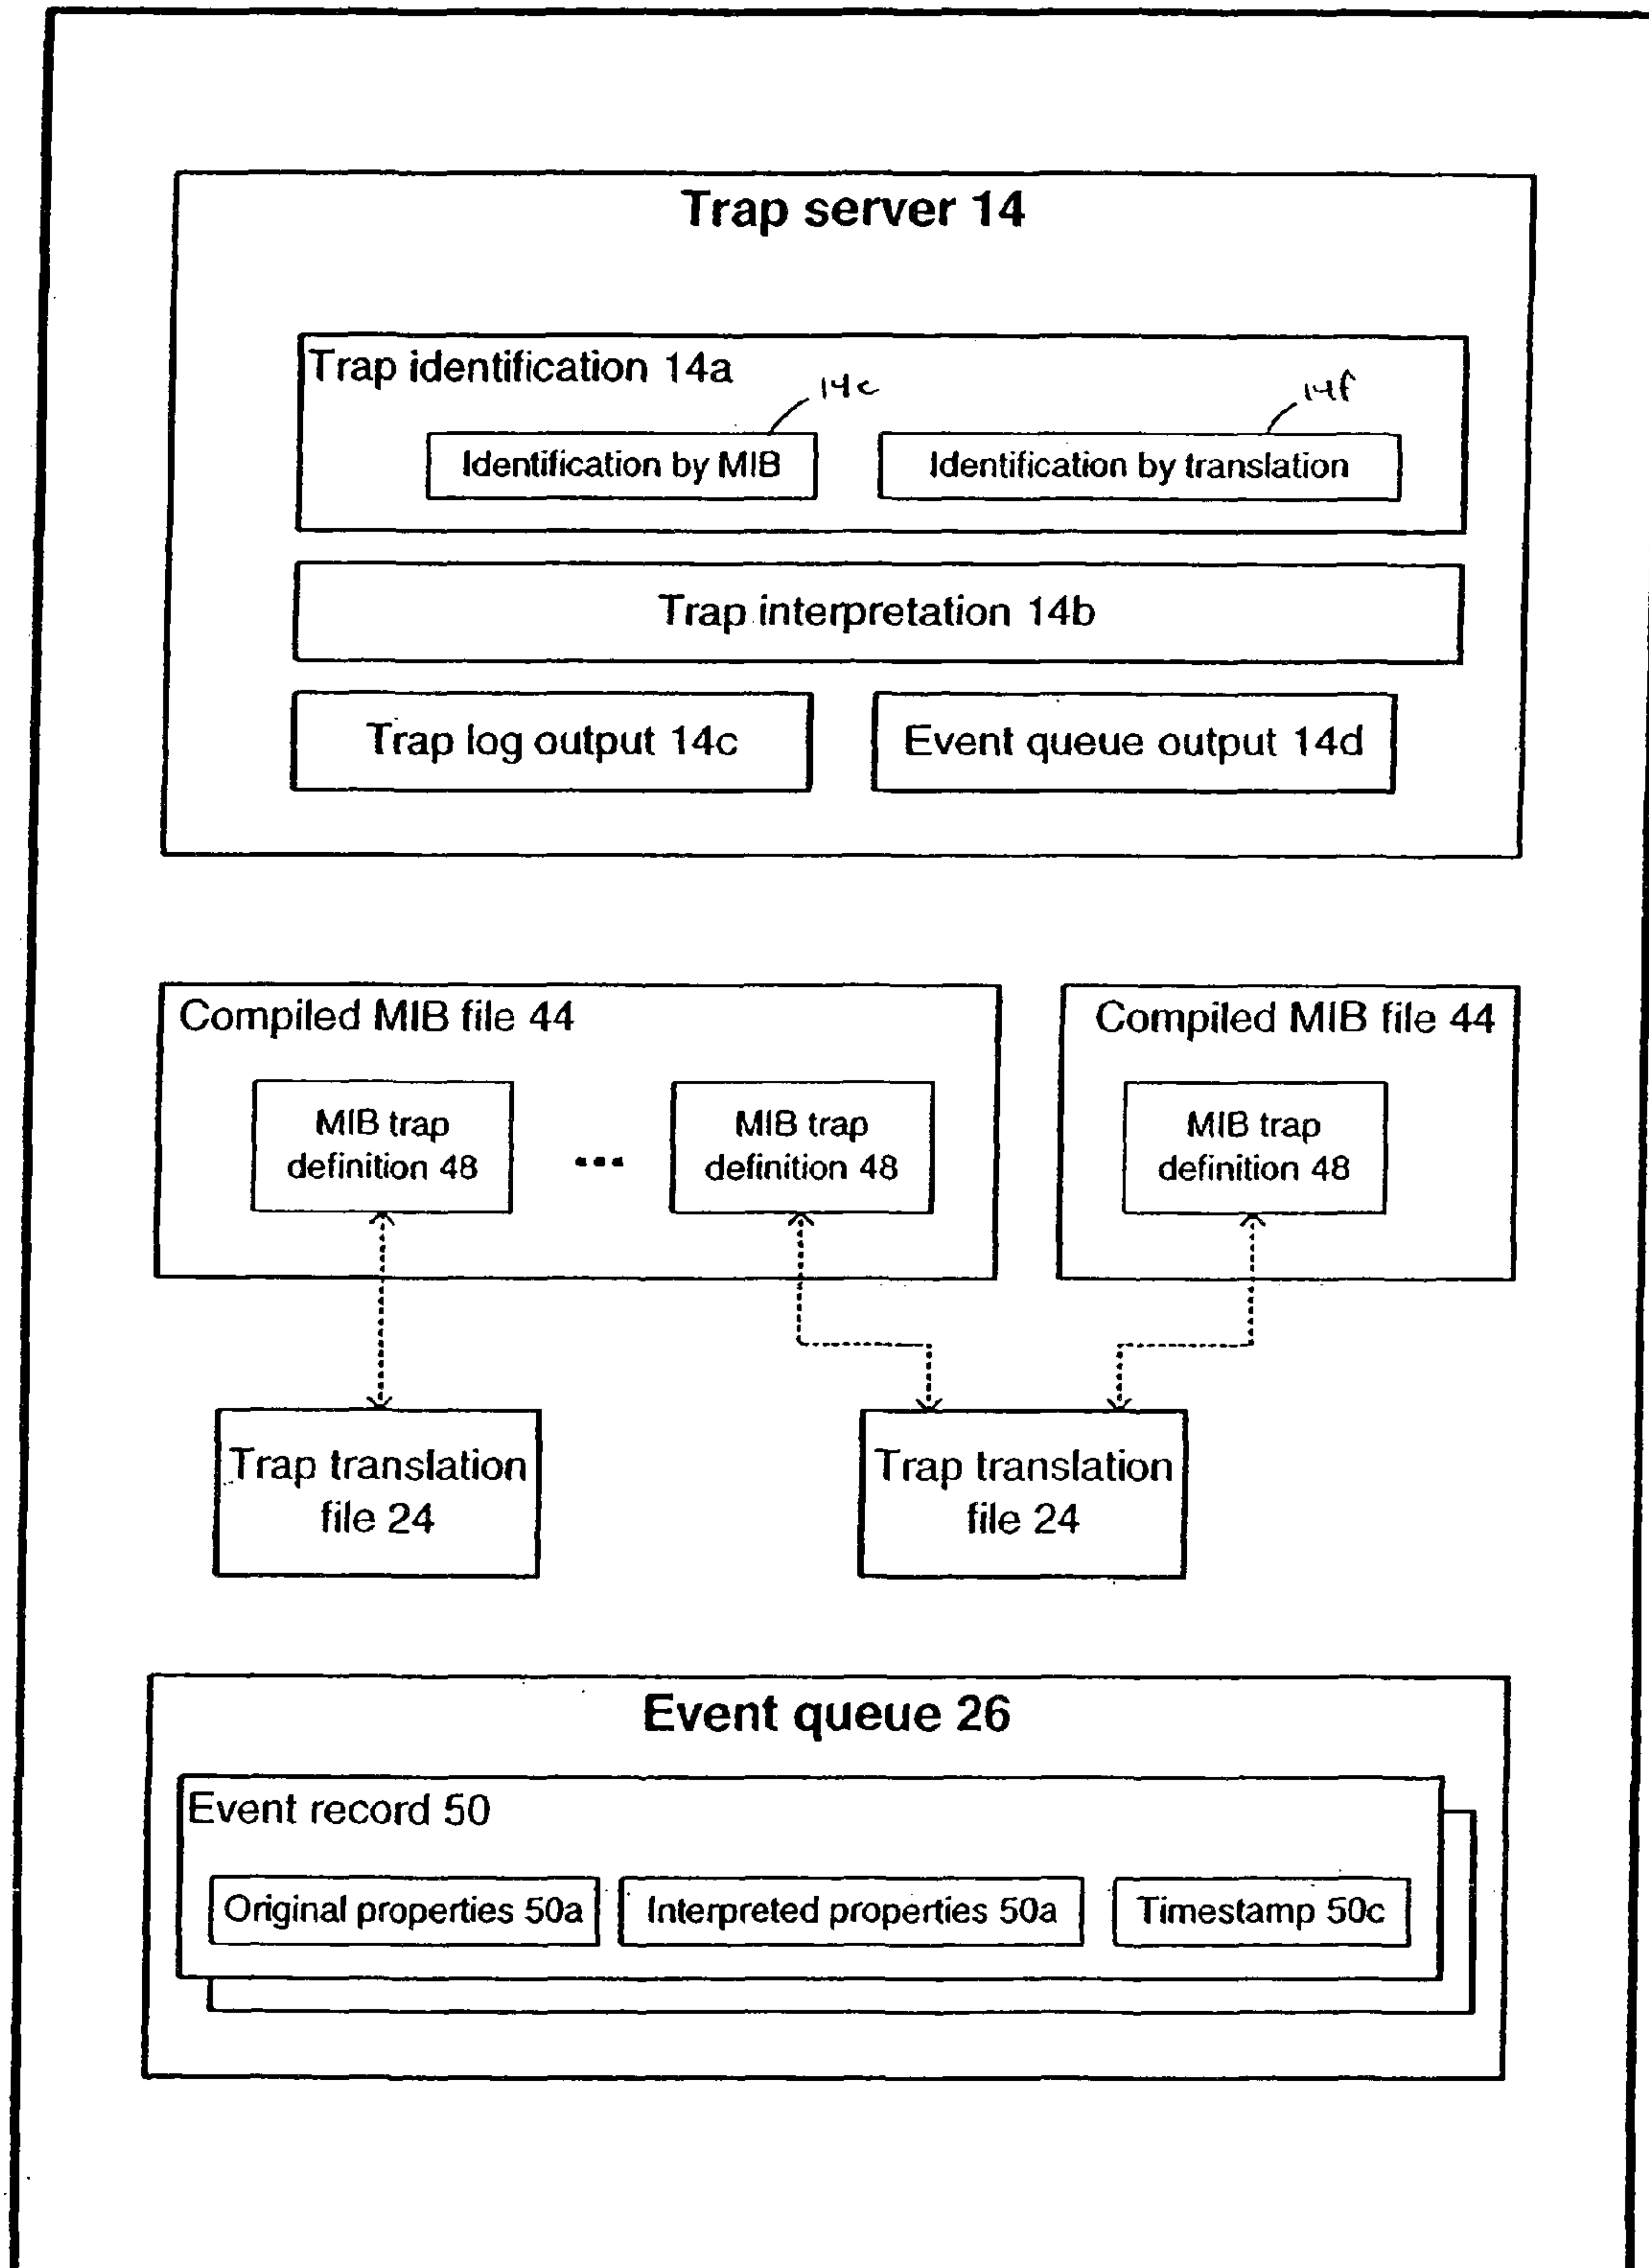 Trap server 14
Trap identification 14a
14e
14f
Identification by MIB
Identification by translation
Trap interpretation 14b
Trap log output 14c
Event queue output 14d
Compiled MIB file 44
Compiled MIB file 44
MIB trap
definition 48
...
MIB trap
definition 48
MIB trap
definition 48
Trap translation
file 24
Trap translation
file 24
Event queue 26
Event record 50
Original properties 50a
Interpreted properties 50a
Timestamp 50c